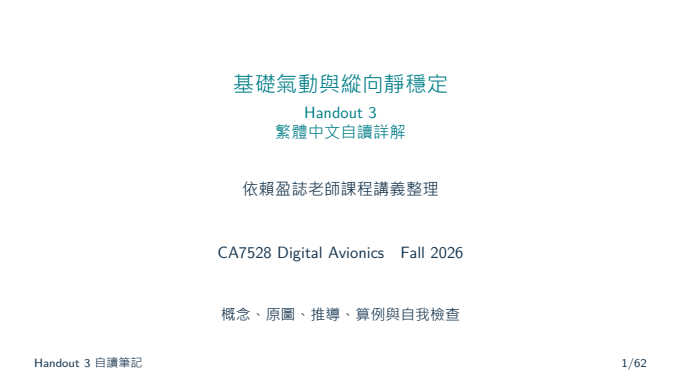 基礎氣動與縱向靜穩定
Handout 3
繁體中文自讀詳解
依賴盈誌老師課程講義整理
CA7528 Digital Avionics Fall 2026
概念、原圖、推導、算例與自我檢查
Handout 3 自讀筆記
1/62